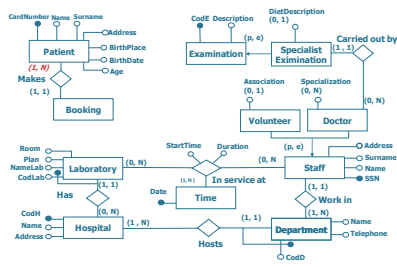 CardNumber Name Surname
Address
Patient
BirthPlace
BirthDate
Age
(1, N)
Makes
(1, 1)
Booking
DietDescription
(0, 1)
CodE Description
(p, e)
Examination
Specialist
Eximination
(1 , 1)
Carried out by
Association
(0, 1)
Specialization
(0, N)
(0, N)
Volunteer
Doctor
(p, e)
StartTime
Duration
Room
Plan
NameLab
CodLab
Laboratory
(0, N)
(0, N
Staff
Address
Surname
Name
SSN
(1, N)
In service at
Date
Time
Has
(1, 1)
(0, N)
(1, 1)
Work in
(1, N)
CodH
Name
Address
Hospital
(1 , N)
Hosts
(1, 1)
Department
Name
Telephone
CodD